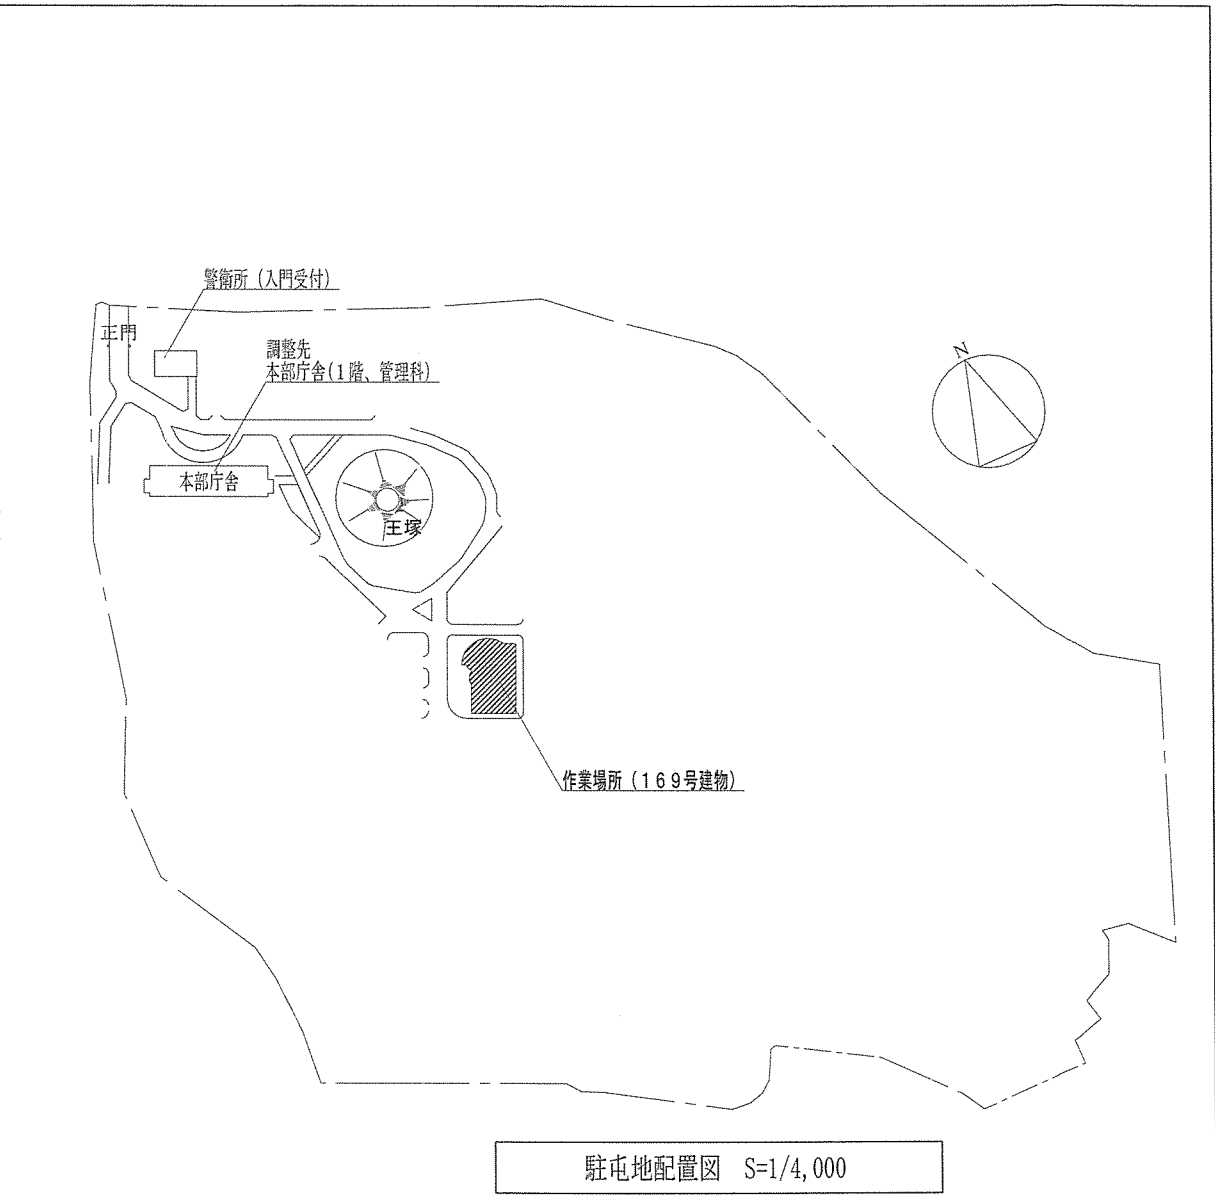 警衛所（入門受付）
正門
調整先
本部庁舎(1階、管理科)
N
本部庁舎
王塚
作業場所（１６９号建物）
駐屯地配置図　S=1/4,000